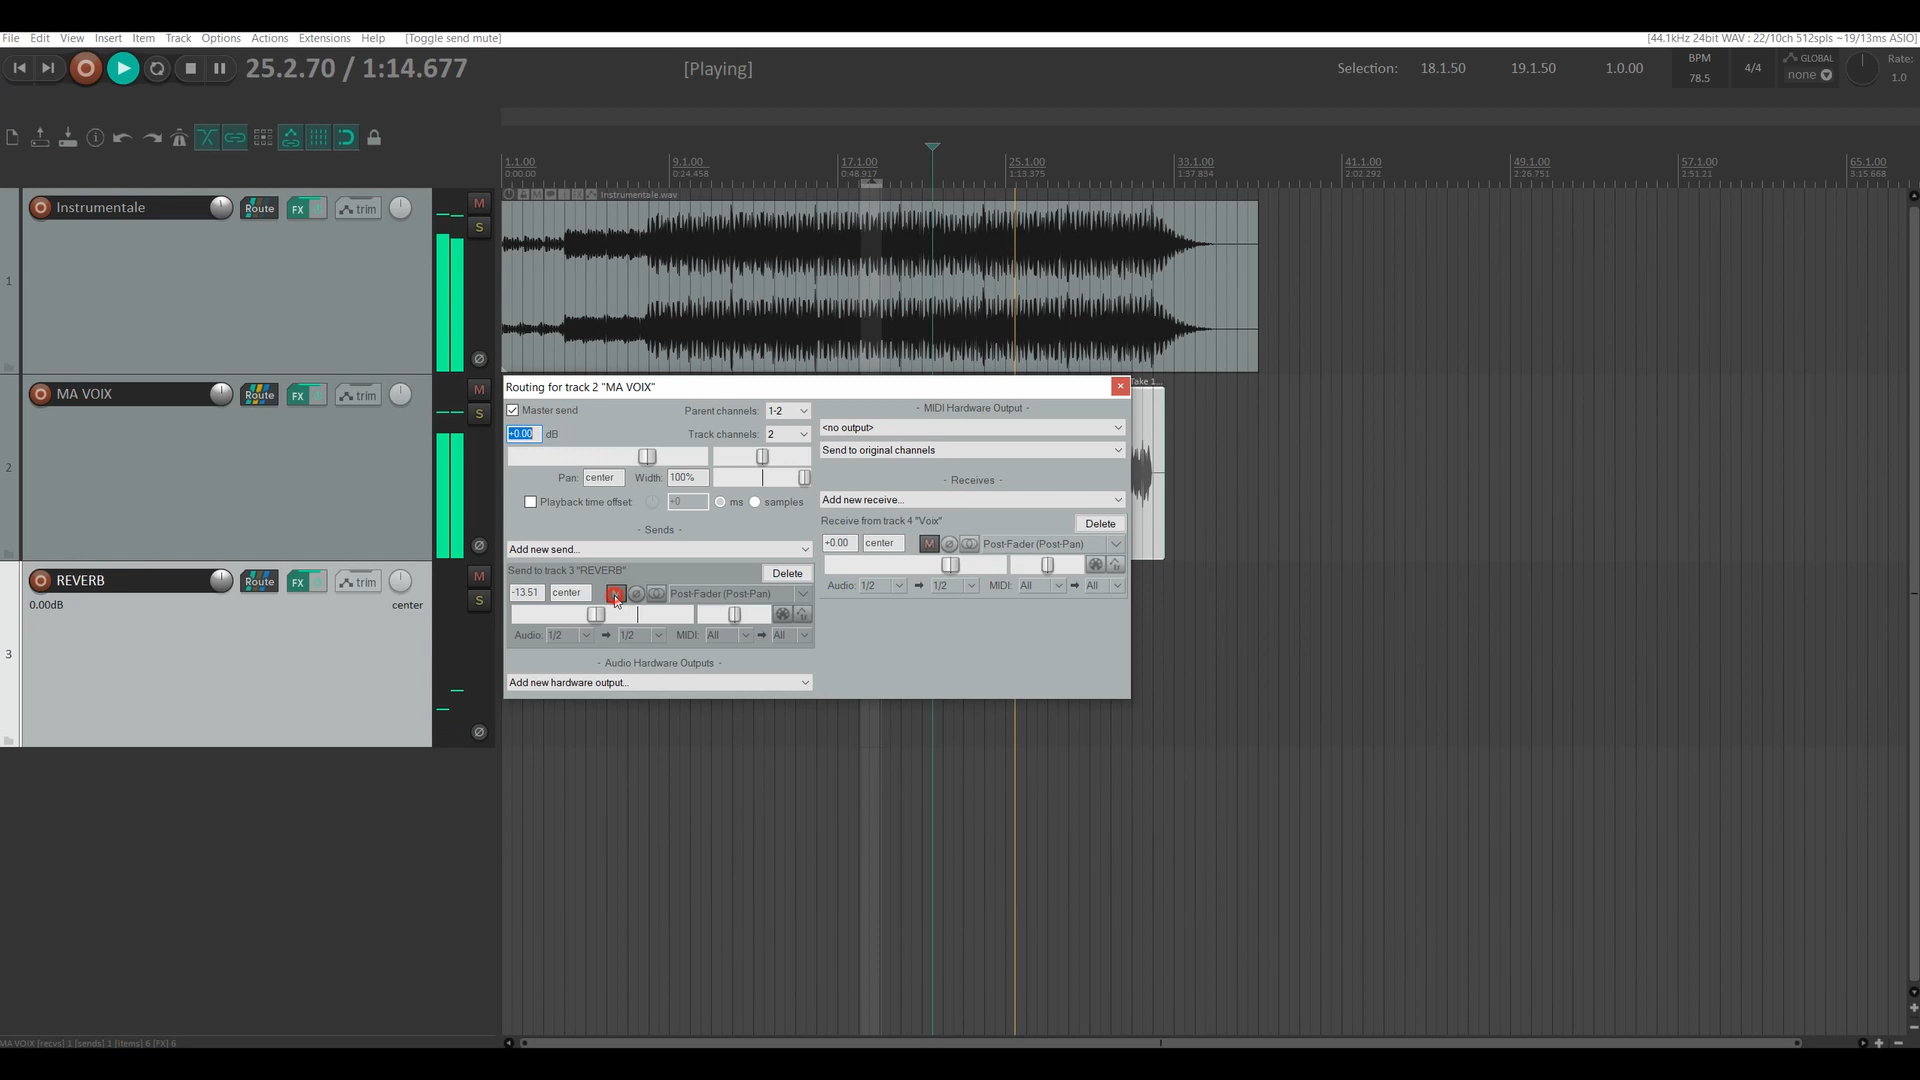 File Edit View Insert Item Track Options Actions Extensions Help [Toggle send mute]
[44.1kHz 24bit WAV : 22/10ch 512spls ~19/13ms ASIO]
25.2.70 / 1:14.677
[Playing]
Selection: 18.1.50 19.1.50 1.0.00
BPM
78.5
4/4
GLOBAL
none
Rate:
1.0
1.1.00 9.1.00 17.1.00 25.1.00 33.1.00 41.1.00 49.1.00 57.1.00 65.1.00
0:00.00 0:24.458 0:48.917 1:13.375 1:37.834 2:02.292 2:26.751 2:51.21 3:15.668
Instrumentale.wav
1
Instrumentale Route FX trim M
S
2
MA VOIX Route FX trim M
S
3
REVERB Route FX trim M
0.00dB center S
Take 1...
Routing for track 2 "MA VOIX"
Master send Parent channels: 1-2
+0.00 dB Track channels: 2
Pan: center Width: 100%
Playback time offset: +0 ms samples
- Sends -
Add new send...
Send to track 3 "REVERB" Delete
-13.51 center Post-Fader (Post-Pan)
Audio: 1/2 1/2 MIDI: All All
- Audio Hardware Outputs -
Add new hardware output...
- MIDI Hardware Output -
<no output>
Send to original channels
- Receives -
Add new receive...
Receive from track 4 "Voix" Delete
+0.00 center M Post-Fader (Post-Pan)
Audio: 1/2 1/2 MIDI: All All
MA VOIX [recvs] 1 [sends] 1 [items] 6 [FX] 6